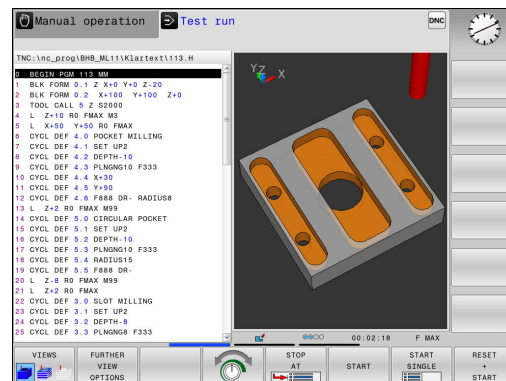 Manual operation
Test run
DNC
TNC:\nc_prog\BHB_ML11\Klartext\113.H
0 BEGIN PGM 113 MM
1 BLK FORM 0.1 Z X+0 Y+0 Z-20
2 BLK FORM 0.2 X+100 Y+100 Z+0
3 TOOL CALL 5 Z S2000
4 L Z+10 R0 FMAX M3
5 L X+50 Y+50 R0 FMAX
6 CYCL DEF 4.0 POCKET MILLING
7 CYCL DEF 4.1 SET UP2
8 CYCL DEF 4.2 DEPTH-10
9 CYCL DEF 4.3 PLNGNG10 F333
10 CYCL DEF 4.4 X+30
11 CYCL DEF 4.5 Y+90
12 CYCL DEF 4.6 F888 DR- RADIUS8
13 L Z+2 R0 FMAX M99
14 CYCL DEF 5.0 CIRCULAR POCKET
15 CYCL DEF 5.1 SET UP2
16 CYCL DEF 5.2 DEPTH-10
17 CYCL DEF 5.3 PLNGNG10 F333
18 CYCL DEF 5.4 RADIUS15
19 CYCL DEF 5.5 F888 DR-
20 L Z-8 R0 FMAX M99
21 L Z+2 R0 FMAX
22 CYCL DEF 3.0 SLOT MILLING
23 CYCL DEF 3.1 SET UP2
24 CYCL DEF 3.2 DEPTH-8
25 CYCL DEF 3.3 PLNGNG8 F333
Y Z X
00:02:18 F MAX
VIEWS
FURTHER
VIEW
OPTIONS
STOP
AT
START
START
SINGLE
RESET
+
START